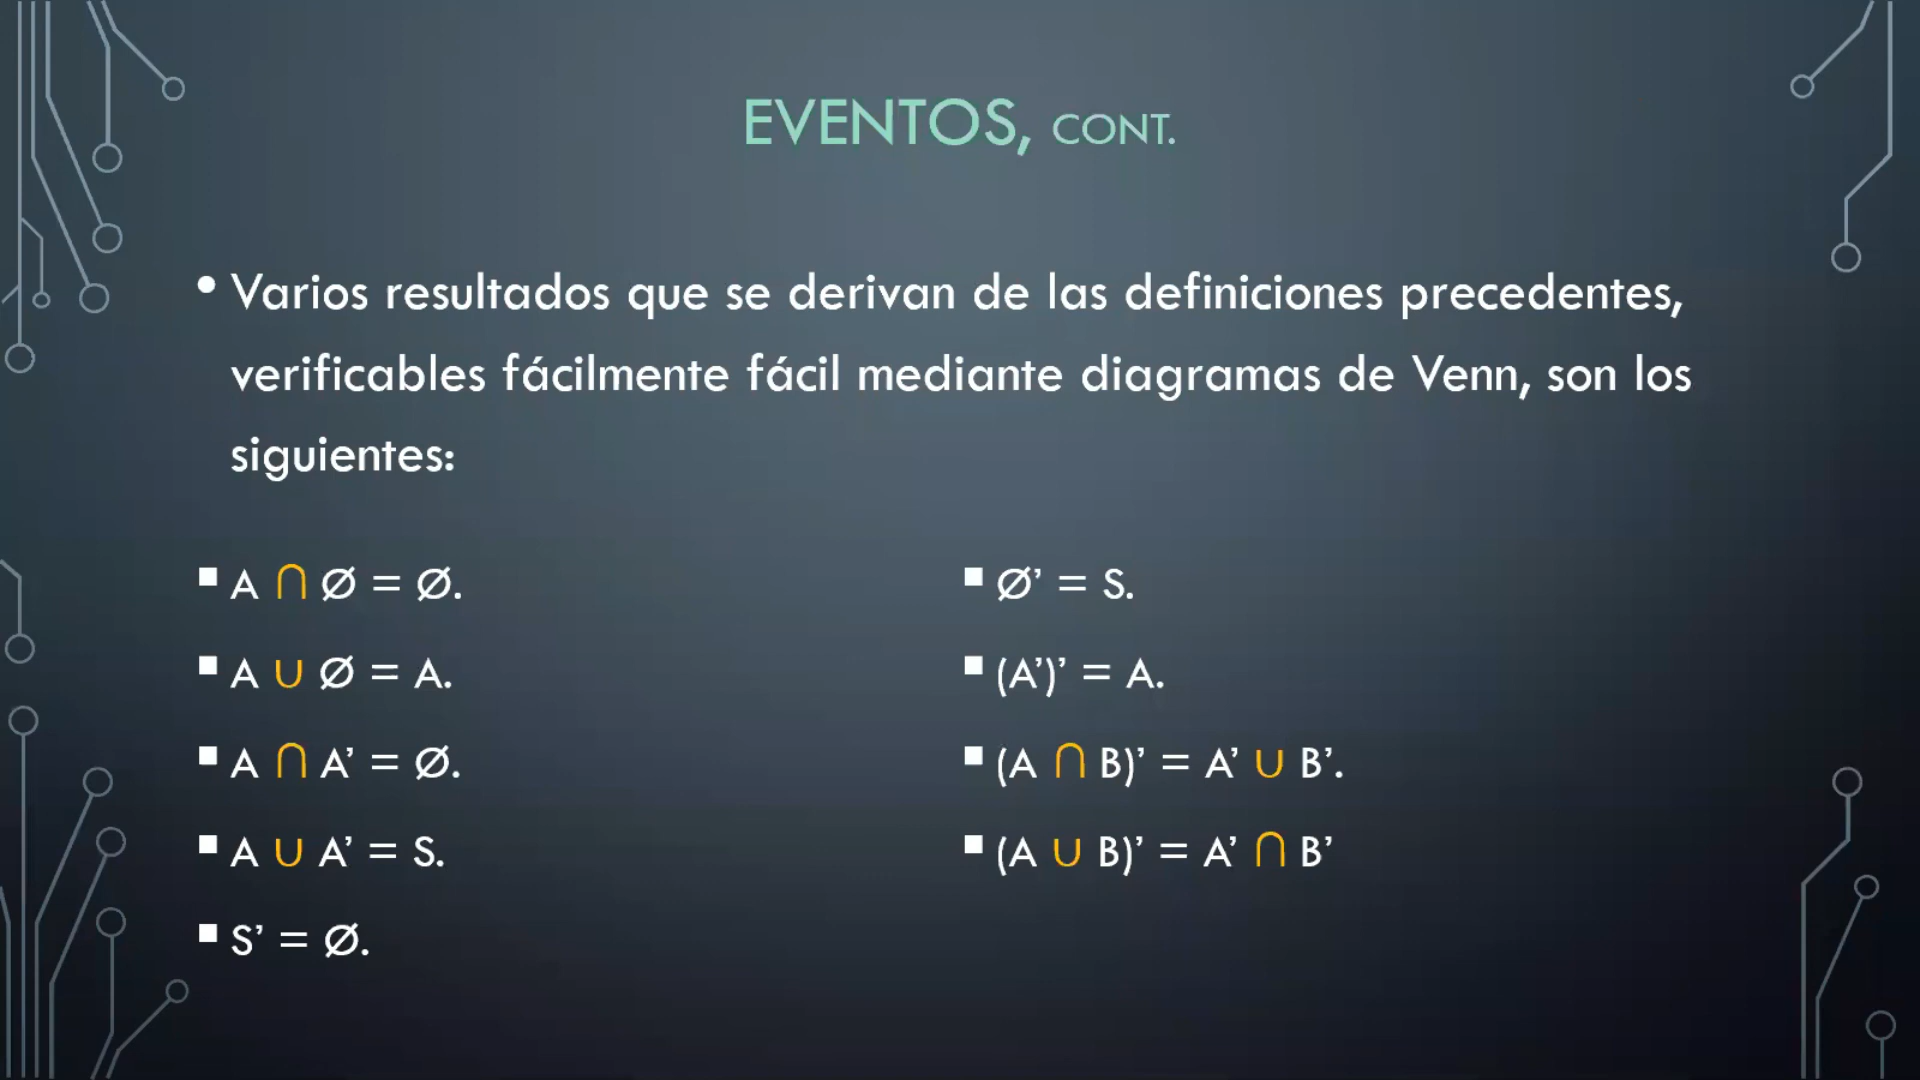 EVENTOS, CONT.
• Varios resultados que se derivan de las definiciones precedentes,
verificables fácilmente fácil mediante diagramas de Venn, son los
siguientes:
▪ A ∩ Ø = Ø.
▪ A ∪ Ø = A.
▪ A ∩ A’ = Ø.
▪ A ∪ A’ = S.
▪ S’ = Ø.
▪ Ø’ = S.
▪ (A’)’ = A.
▪ (A ∩ B)’ = A’ ∪ B’.
▪ (A ∪ B)’ = A’ ∩ B’